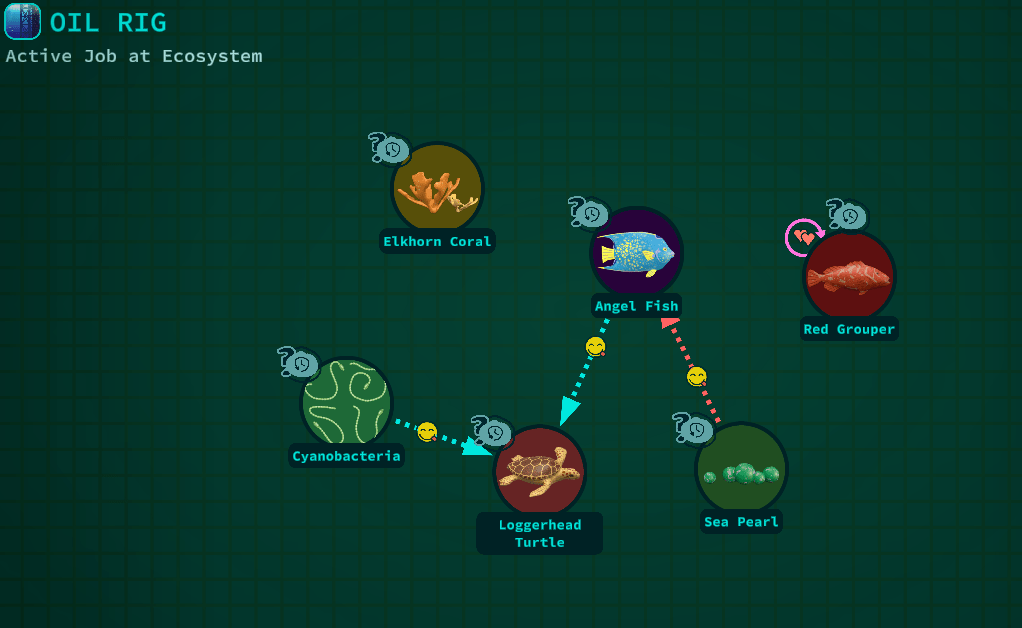 OIL RIG
Active Job at Ecosystem
Elkhorn Coral
Angel Fish
Red Grouper
Cyanobacteria
Loggerhead
Turtle
Sea Pearl